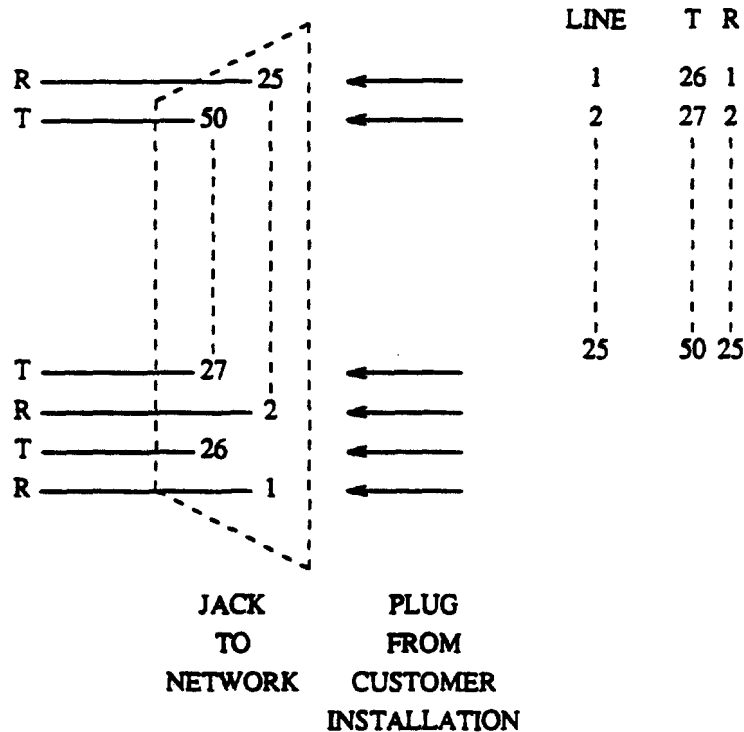 LINE T R
R 25 1 26 1
T 50 2 27 2
25 50 25
T 27
R 2
T 26
R 1
JACK PLUG
TO FROM
NETWORK CUSTOMER
INSTALLATION